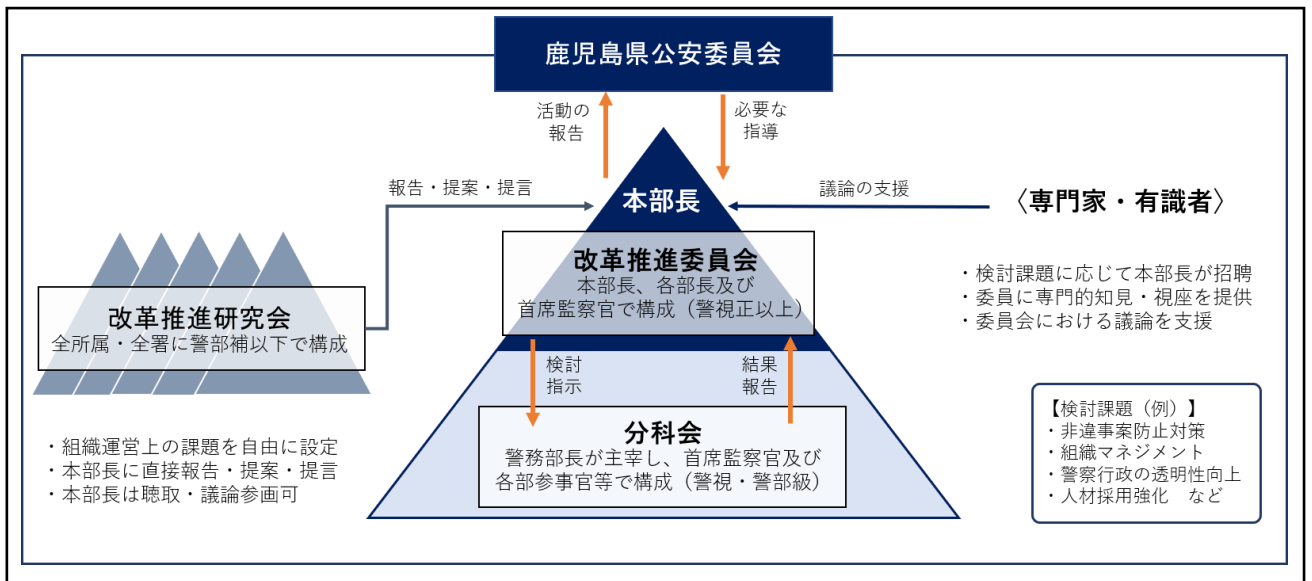 鹿児島県公安委員会
活動の
報告
必要な
指導
報告・提案・提言
本部長
議論の支援
〈専門家・有識者〉
改革推進委員会
本部長、各部長及び
首席監察官で構成（警視正以上）
・検討課題に応じて本部長が招聘
・委員に専門的知見・視座を提供
・委員会における議論を支援
改革推進研究会
全所属・全署に警部補以下で構成
検討
指示
結果
報告
・組織運営上の課題を自由に設定
・本部長に直接報告・提案・提言
・本部長は聴取・議論参画可
分科会
警務部長が主宰し、首席監察官及び
各部参事官等で構成（警視・警部級）
【検討課題（例）】
・非違事案防止対策
・組織マネジメント
・警察行政の透明性向上
・人材採用強化　など